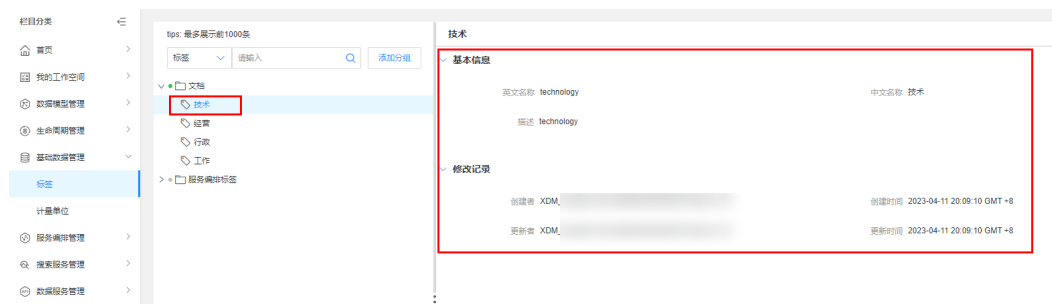 栏目分类
首页
我的工作空间
数据模型管理
生命周期管理
基础数据管理
标签
计量单位
服务编排管理
搜索服务管理
数据服务管理
tips: 最多展示前1000条
标签 请输入 添加分组
文档
技术
经营
行政
工作
服务编排标签
技术
基本信息
英文名称 technology 中文名称 技术
描述 technology
修改记录
创建者 XDM_ 创建时间 2023-04-11 20:09:10 GMT +8
更新者 XDM_ 更新时间 2023-04-11 20:09:10 GMT +8